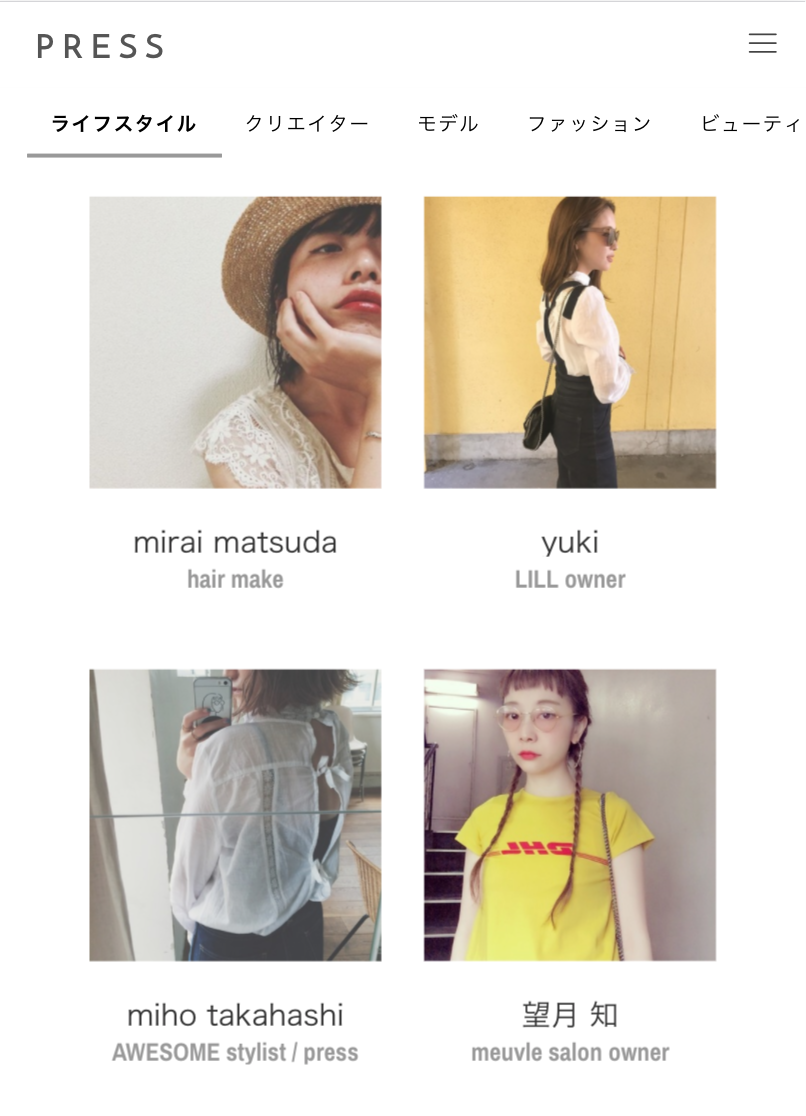 PRESS
ライフスタイル クリエイター モデル ファッション ビューティ
DHL
mirai matsuda
hair make
yuki
LILL owner
miho takahashi
AWESOME stylist / press
望月 知
meuvle salon owner